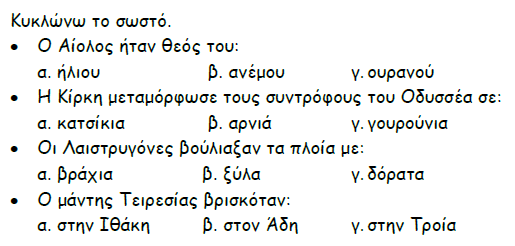 Κυκλώνω το σωστό.
• Ο Αίολος ήταν θεός του:
α. ήλιου β. ανέμου γ. ουρανού
• Η Κίρκη μεταμόρφωσε τους συντρόφους του Οδυσσέα σε:
α. κατσίκια β. αρνιά γ. γουρούνια
• Οι Λαιστρυγόνες βούλιαξαν τα πλοία με:
α. βράχια β. ξύλα γ. δόρατα
• Ο μάντης Τειρεσίας βρισκόταν:
α. στην Ιθάκη β. στον Άδη γ. στην Τροία